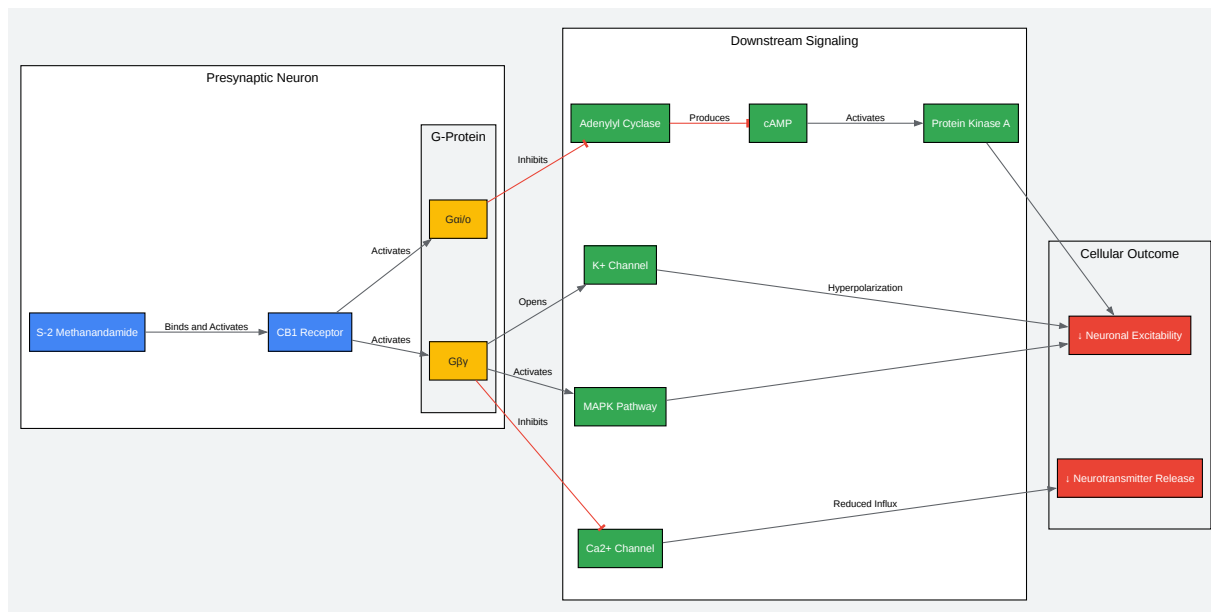 Downstream Signaling
Presynaptic Neuron
Adenylyl Cyclase
Produces
cAMP
Activates
Protein Kinase A
G-Protein
Inhibits
Gαi/o
Activates
K+ Channel
Cellular Outcome
Hyperpolarization
Opens
S-2 Methanandamide
Binds and Activates
CB1 Receptor
Activates
↓ Neuronal Excitability
Gβγ
Activates
MAPK Pathway
Inhibits
↓ Neurotransmitter Release
Reduced Influx
Ca2+ Channel